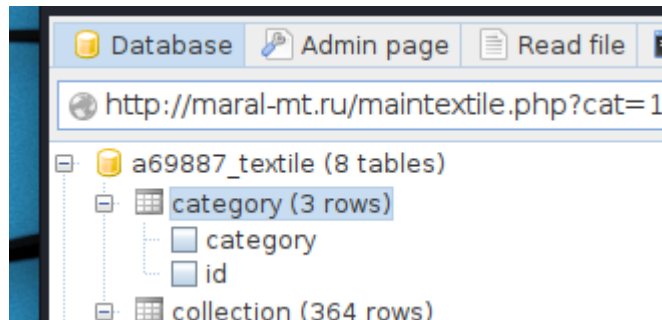 Database Admin page Read file
http://maral-mt.ru/maintextile.php?cat=1
a69887_textile (8 tables)
category (3 rows)
category
id
collection (364 rows)